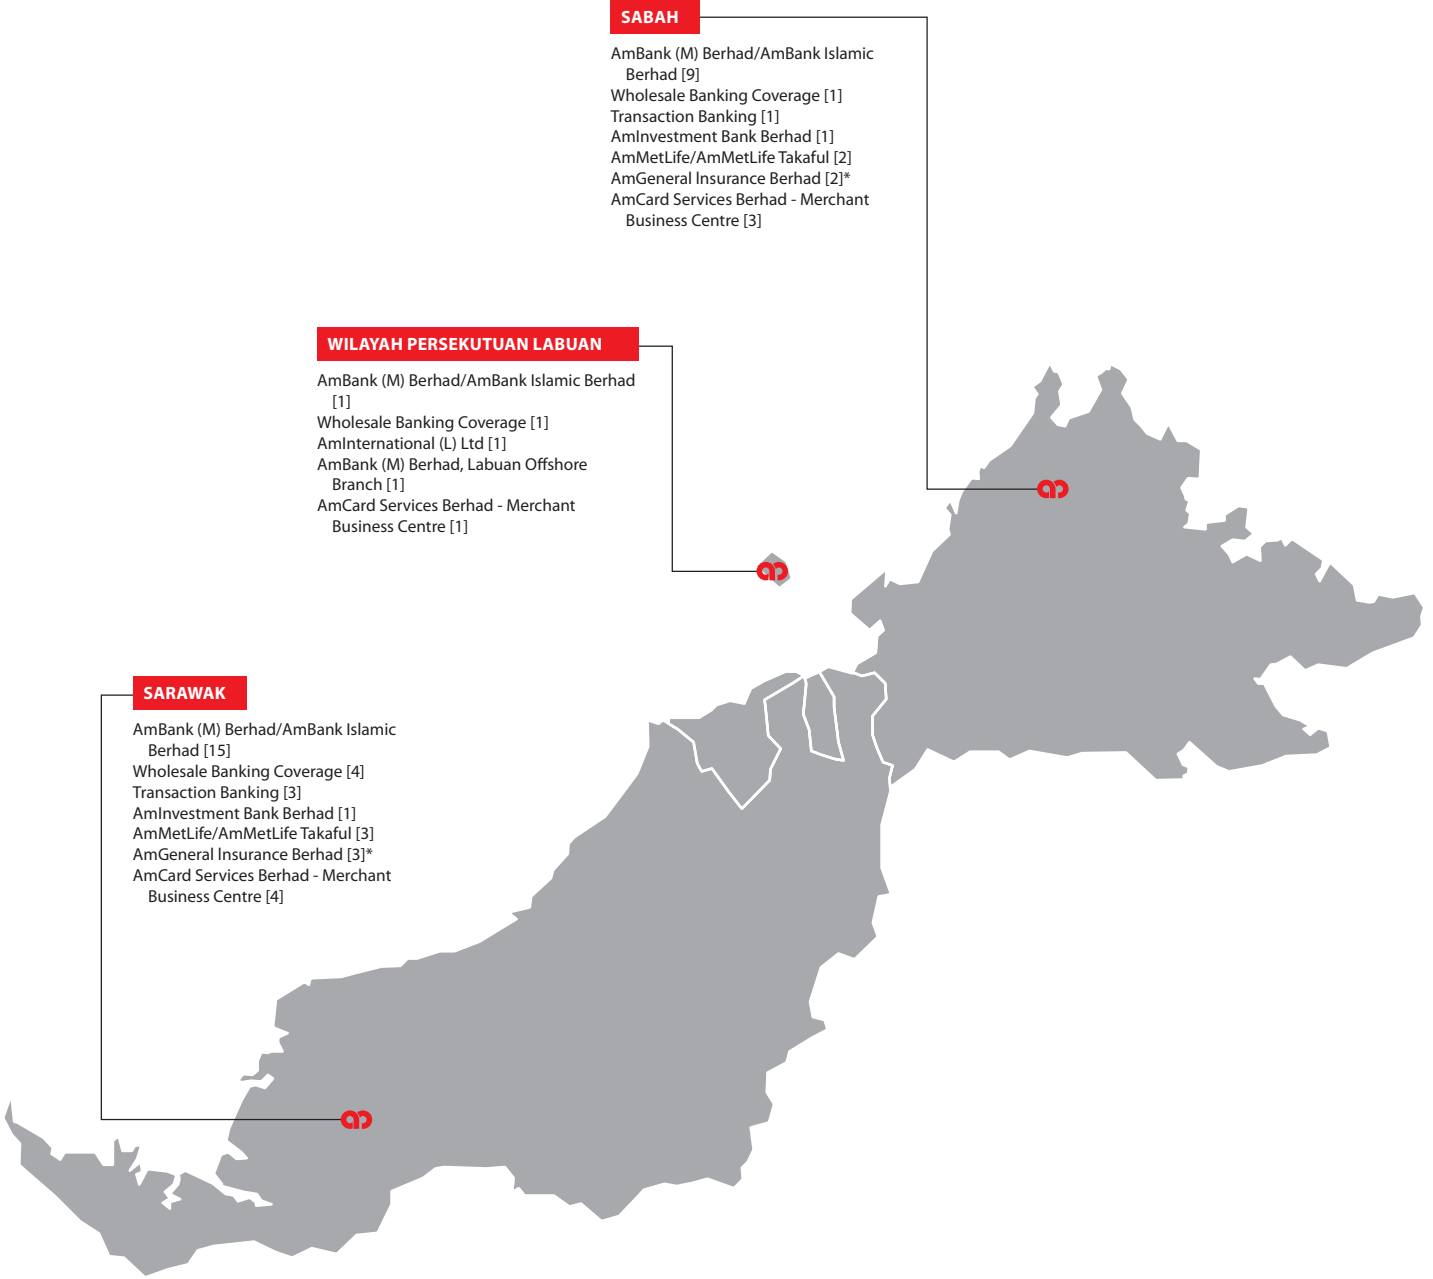 SABAH
AmBank (M) Berhad/AmBank Islamic
Berhad [9]
Wholesale Banking Coverage [1]
Transaction Banking [1]
AmInvestment Bank Berhad [1]
AmMetLife/AmMetLife Takaful [2]
AmGeneral Insurance Berhad [2]*
AmCard Services Berhad - Merchant
Business Centre [3]
WILAYAH PERSEKUTUAN LABUAN
AmBank (M) Berhad/AmBank Islamic Berhad
[1]
Wholesale Banking Coverage [1]
AmInternational (L) Ltd [1]
AmBank (M) Berhad, Labuan Offshore
Branch [1]
AmCard Services Berhad - Merchant
Business Centre [1]
SARAWAK
AmBank (M) Berhad/AmBank Islamic
Berhad [15]
Wholesale Banking Coverage [4]
Transaction Banking [3]
AmInvestment Bank Berhad [1]
AmMetLife/AmMetLife Takaful [3]
AmGeneral Insurance Berhad [3]*
AmCard Services Berhad - Merchant
Business Centre [4]